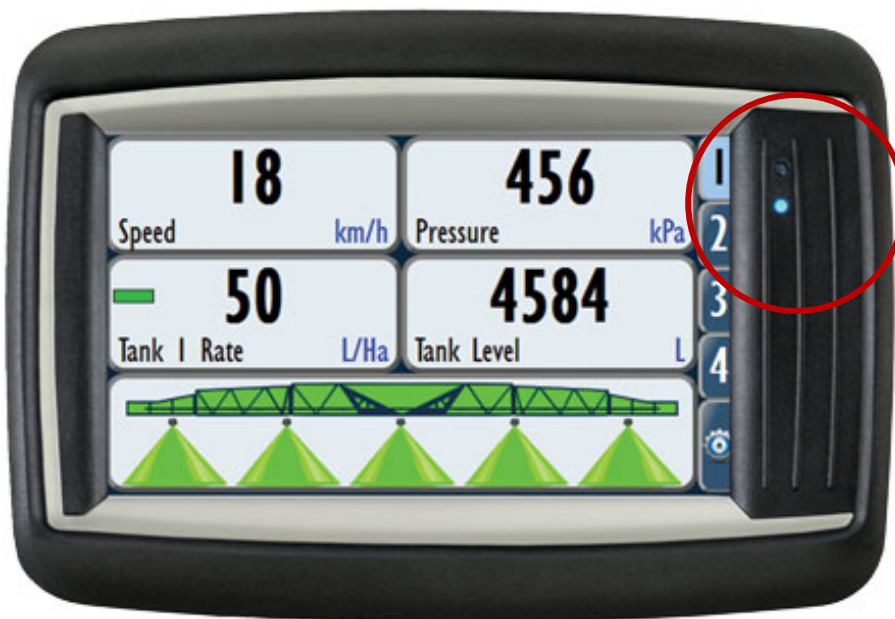 18
Speed km/h
456
Pressure kPa
50
Tank 1 Rate L/Ha
4584
Tank Level L
1
2
3
4